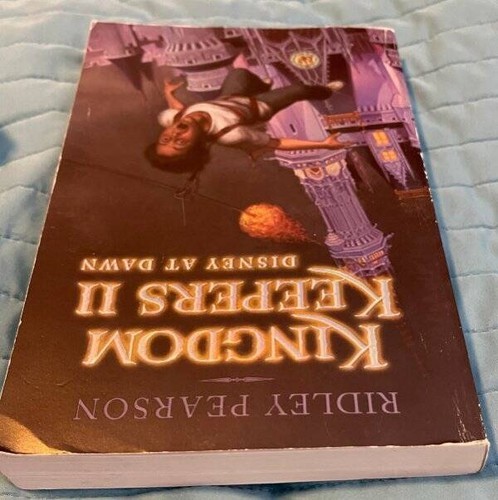 RIDLEY PEARSON
KINGDOM
KEEPERS II
DISNEY AT DAWN